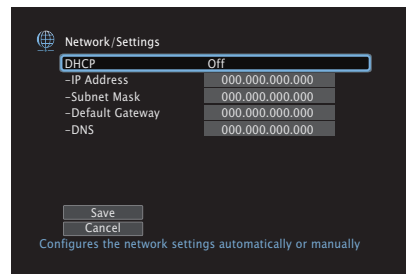 Network/Settings
DHCP Off
–IP Address 000.000.000.000
–Subnet Mask 000.000.000.000
–Default Gateway 000.000.000.000
–DNS 000.000.000.000
Save
Cancel
Configures the network settings automatically or manually